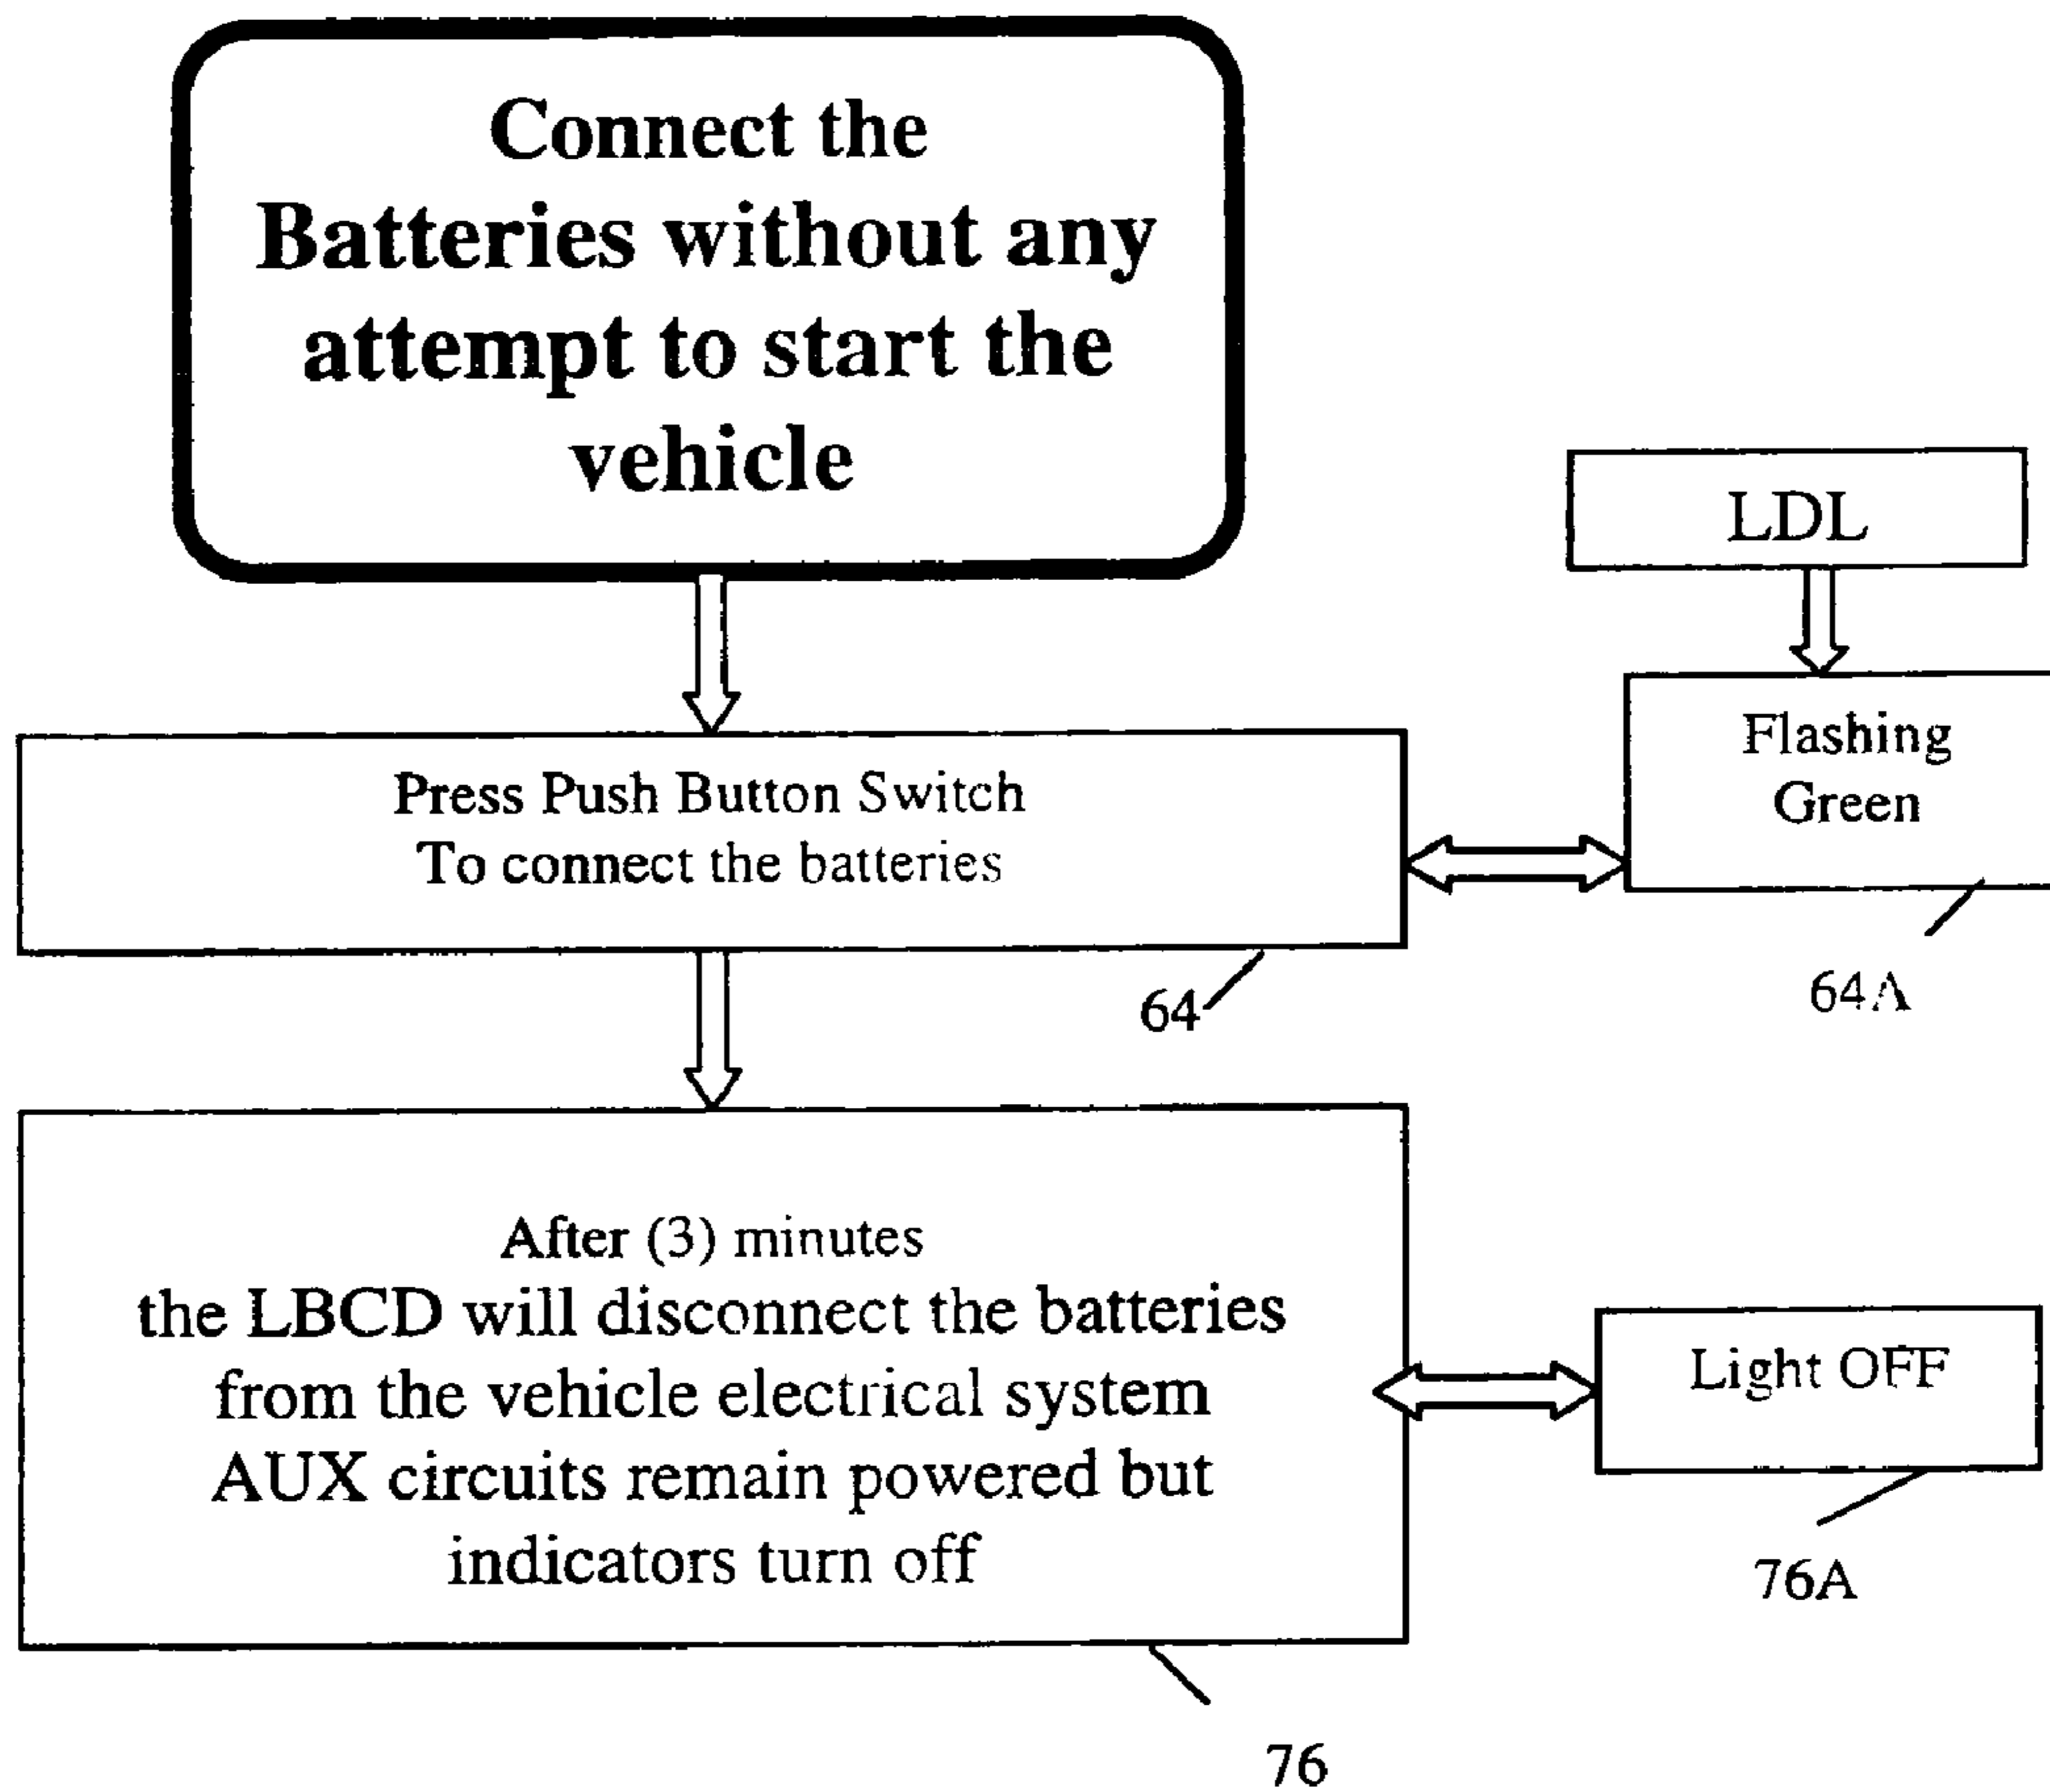 Connect the
Batteries without any
attempt to start the
vehicle
LDL
Flashing
Green
Press Push Button Switch
To connect the batteries
64
64A
After (3) minutes
the LBCD will disconnect the batteries
from the vehicle electrical system
AUX circuits remain powered but
indicators turn off
Light OFF
76A
76